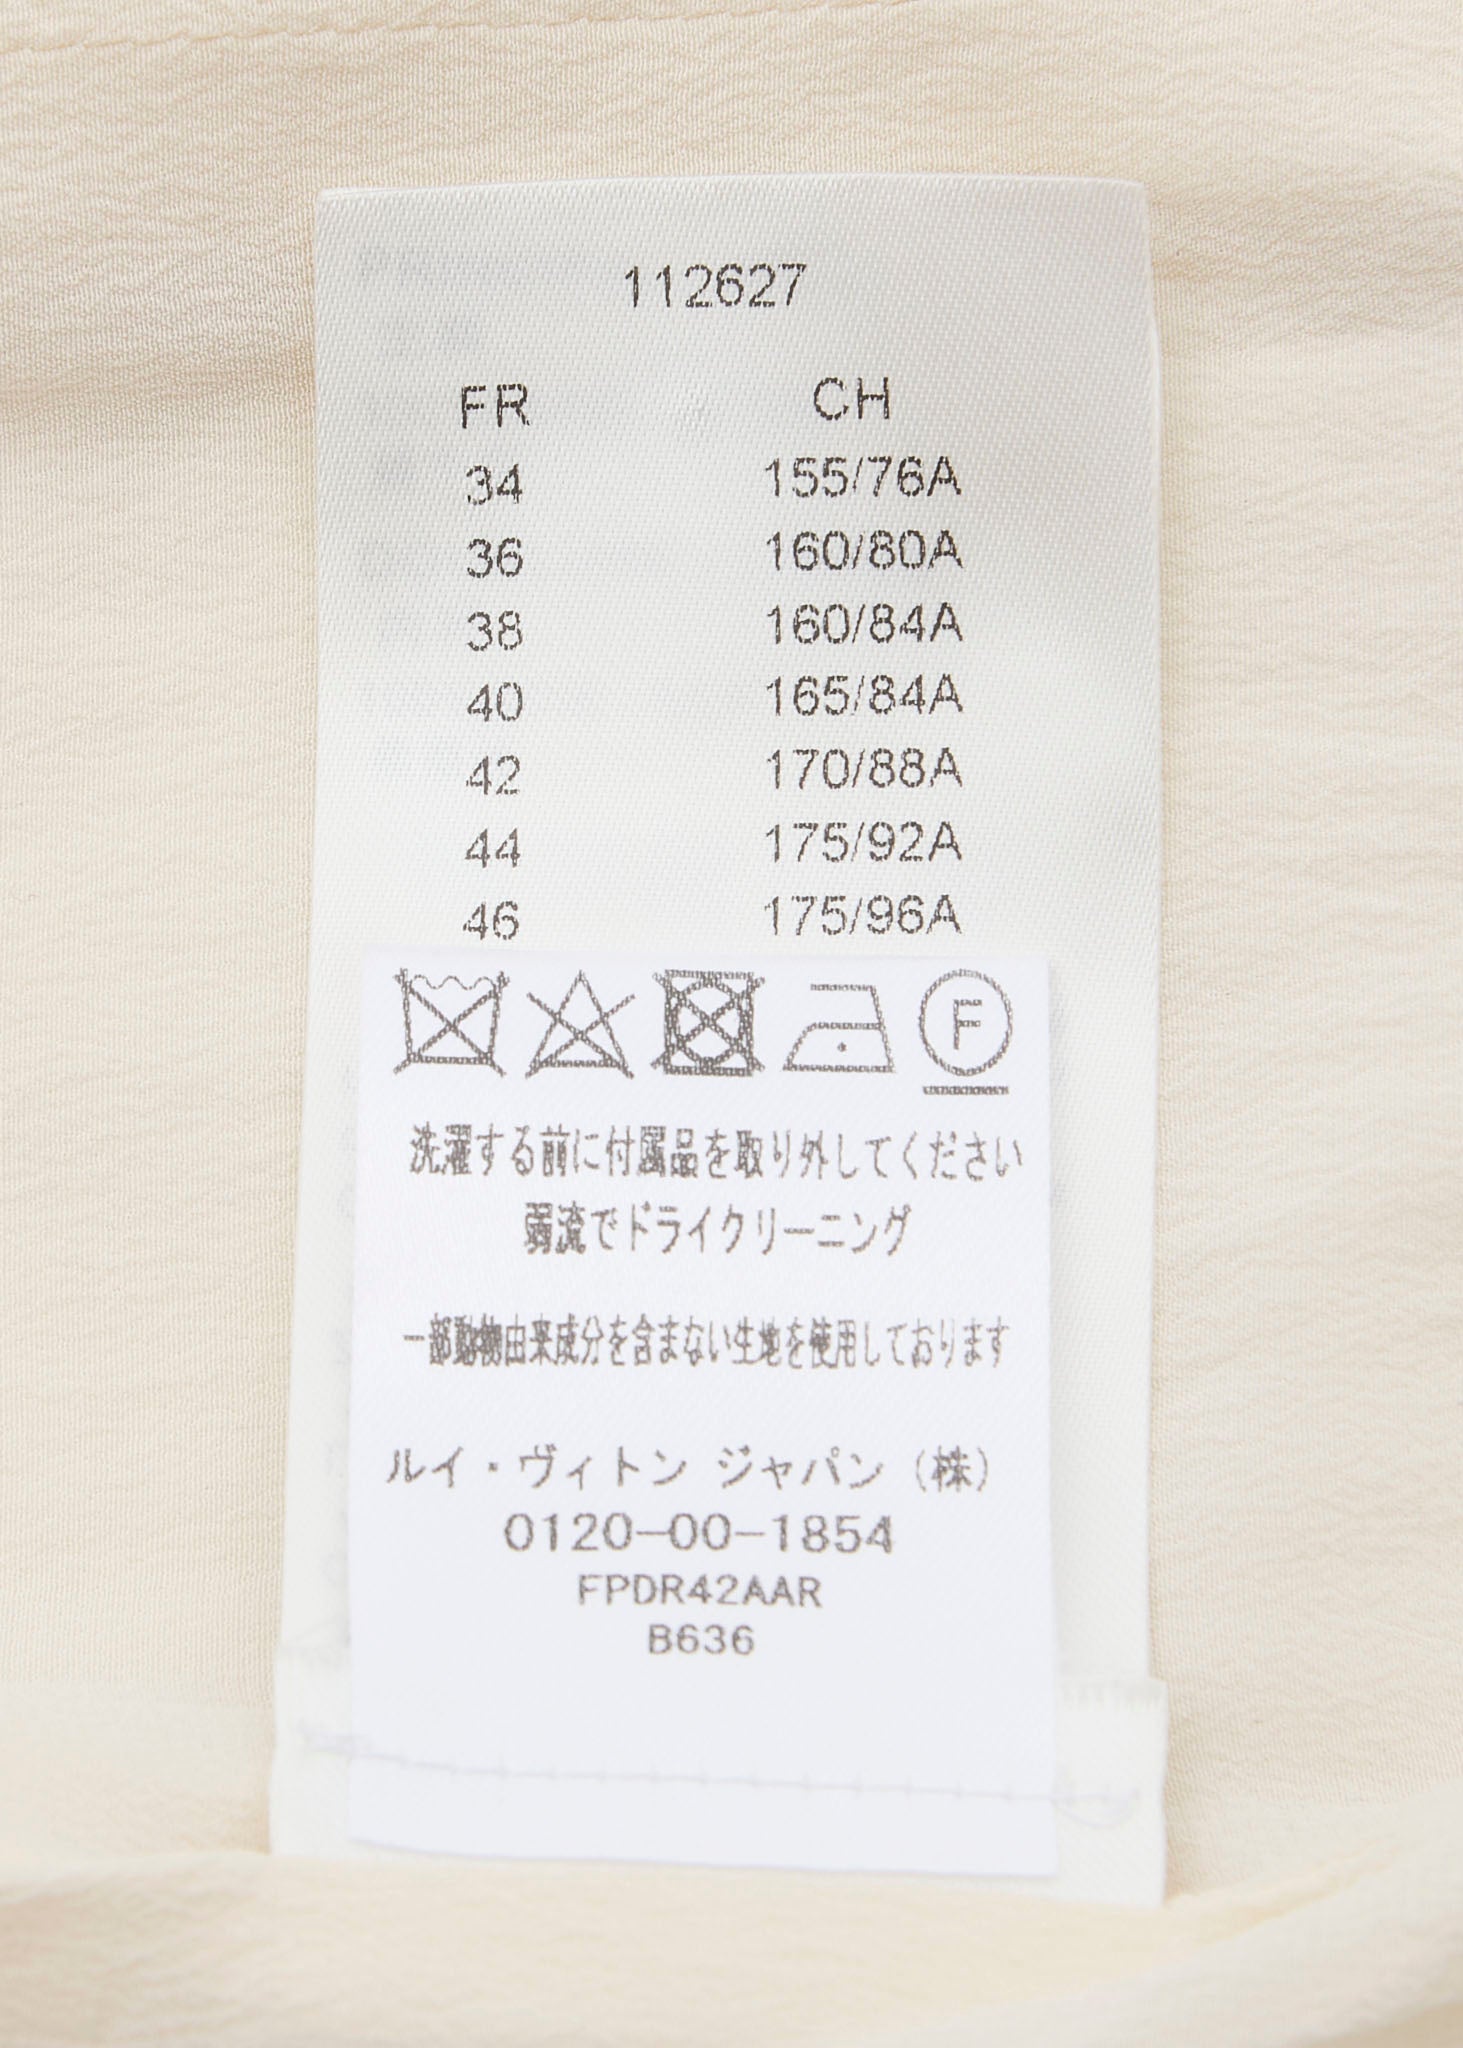 112627
FR CH
34 155/76A
36 160/80A
38 160/84A
40 165/84A
42 170/88A
44 175/92A
46 175/96A
F
洗濯する前に付属品を取り外してください
弱流でドライクリーニング
一部動物由来成分を含まない生地を使用しております
ルイ・ヴィトン ジャパン (株)
0120-00-1854
FPDR42AAR
B636